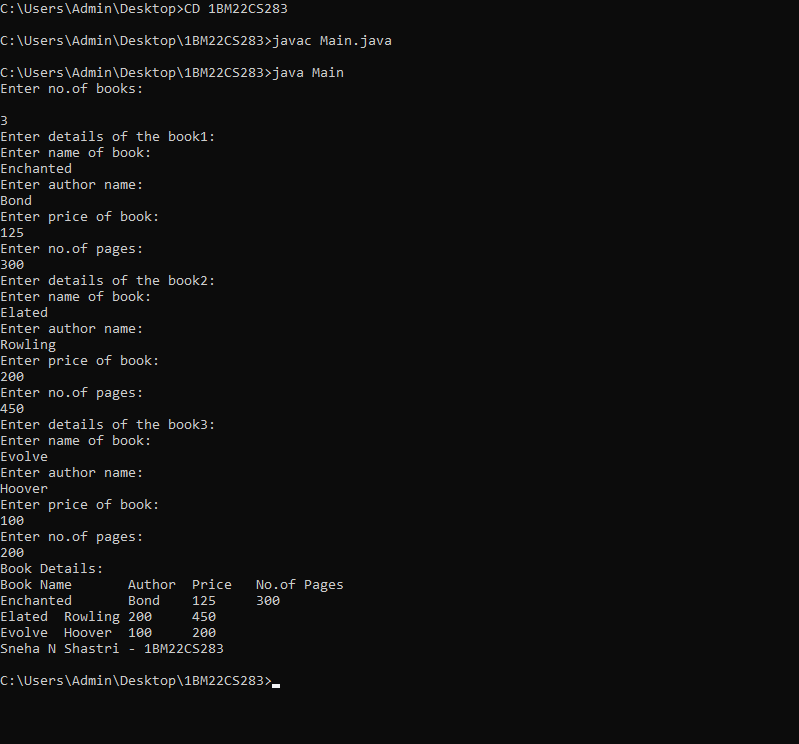 C:\Users\Admin\Desktop>CD 1BM22CS283
C:\Users\Admin\Desktop\1BM22CS283>javac Main.java
C:\Users\Admin\Desktop\1BM22CS283>java Main
Enter no.of books:
3
Enter details of the book1:
Enter name of book:
Enchanted
Enter author name:
Bond
Enter price of book:
125
Enter no.of pages:
300
Enter details of the book2:
Enter name of book:
Elated
Enter author name:
Rowling
Enter price of book:
200
Enter no.of pages:
450
Enter details of the book3:
Enter name of book:
Evolve
Enter author name:
Hoover
Enter price of book:
100
Enter no.of pages:
200
Book Details:
Book Name       Author  Price   No.of Pages
Enchanted       Bond    125     300
Elated  Rowling 200     450
Evolve  Hoover  100     200
Sneha N Shastri - 1BM22CS283
C:\Users\Admin\Desktop\1BM22CS283>